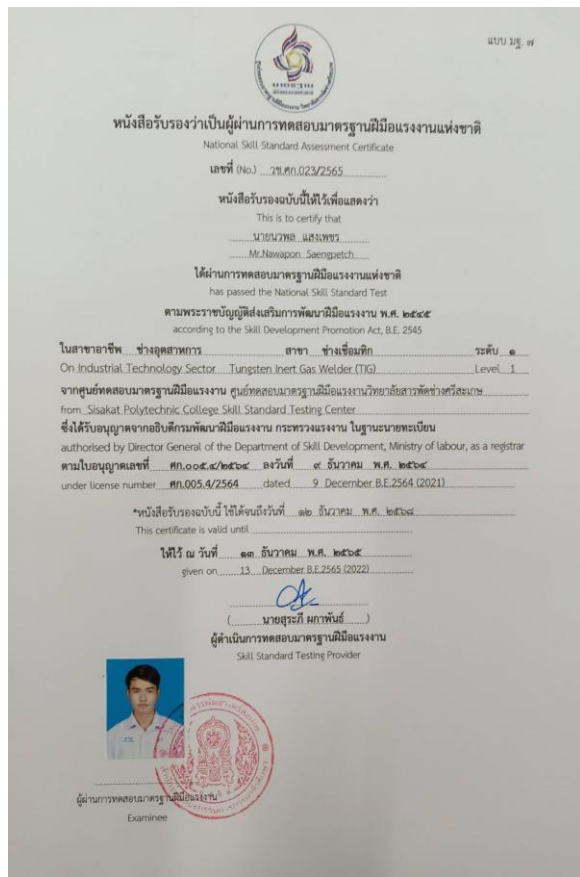 แบบ มฐ. ๗
มาตรฐาน
หนังสือรับรองว่าเป็นผู้ผ่านการทดสอบมาตรฐานฝีมือแรงงานแห่งชาติ
National Skill Standard Assessment Certificate
เลขที่ (No.) วช.ศก.023/2565
หนังสือรับรองฉบับนี้ให้ไว้เพื่อแสดงว่า
This is to certify that
นายนวพล แสงเพชร
Mr.Nawapon Saengpetch
ได้ผ่านการทดสอบมาตรฐานฝีมือแรงงานแห่งชาติ
has passed the National Skill Standard Test
ตามพระราชบัญญัติส่งเสริมการพัฒนาฝีมือแรงงาน พ.ศ. ๒๕๔๕
according to the Skill Development Promotion Act, B.E. 2545
ในสาขาอาชีพ ช่างอุตสาหการ สาขา ช่างเชื่อมทิก ระดับ ๑
On Industrial Technology Sector Tungsten Inert Gas Welder (TIG) Level 1
จากศูนย์ทดสอบมาตรฐานฝีมือแรงงาน ศูนย์ทดสอบมาตรฐานฝีมือแรงงานวิทยาลัยสารพัดช่างศรีสะเกษ
from Sisakat Polytechnic College Skill Standard Testing Center
ซึ่งได้รับอนุญาตจากอธิบดีกรมพัฒนาฝีมือแรงงาน กระทรวงแรงงาน ในฐานะนายทะเบียน
authorised by Director General of the Department of Skill Development, Ministry of labour, as a registrar
ตามใบอนุญาตเลขที่ ศก.๐๐๕.๔/๒๕๖๔ ลงวันที่ ๙ ธันวาคม พ.ศ. ๒๕๖๔
under license number ศก.005.4/2564 dated 9 December B.E.2564 (2021)
*หนังสือรับรองฉบับนี้ ใช้ได้จนถึงวันที่ ๑๒ ธันวาคม พ.ศ. ๒๕๖๘
This certificate is valid until
ให้ไว้ ณ วันที่ ๑๓ ธันวาคม พ.ศ. ๒๕๖๕
given on 13 December B.E.2565 (2022)
( นายสุระภี ผกาพันธ์ )
ผู้ดำเนินการทดสอบมาตรฐานฝีมือแรงงาน
Skill Standard Testing Provider
ผู้ผ่านการทดสอบมาตรฐานฝีมือแรงงาน
Examinee